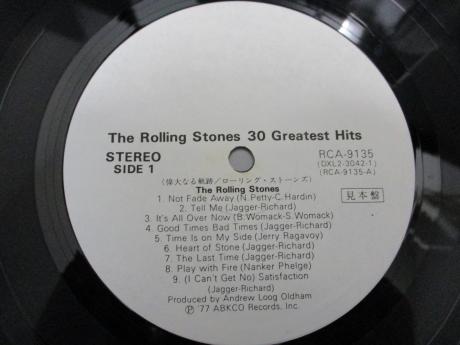 The Rolling Stones 30 Greatest Hits
STEREO
SIDE 1
RCA-9135
(DXL2-3042-1)
(RCA-9135-A)
(偉大なる軌跡/ローリング・ストーンズ)
The Rolling Stones
見本盤
1. Not Fade Away (N. Petty-C. Hardin)
2. Tell Me (Jagger-Richard)
3. It's All Over Now (B. Womack-S. Womack)
4. Good Times Bad Times (Jagger-Richard)
5. Time Is on My Side (Jerry Ragavoy)
6. Heart of Stone (Jagger-Richard)
7. The Last Time (Jagger-Richard)
8. Play with Fire (Nanker Phelge)
9. (I Can't Get No) Satisfaction
(Jagger-Richard)
Produced by Andrew Loog Oldham
Ⓟ '77 ABKCO Records, Inc.